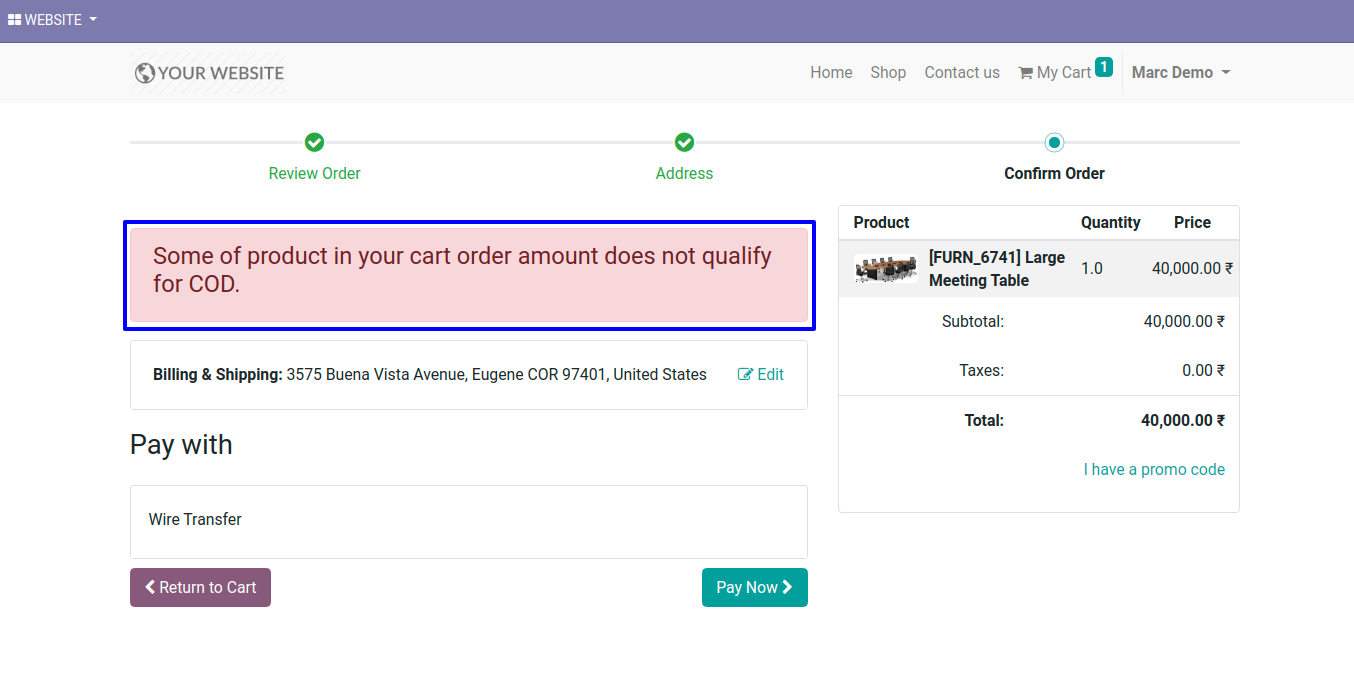 WEBSITE
YOUR WEBSITE
Home Shop Contact us My Cart 1 Marc Demo
Review Order Address Confirm Order
Some of product in your cart order amount does not qualify
for COD.
Billing & Shipping: 3575 Buena Vista Avenue, Eugene COR 97401, United States Edit
Pay with
Wire Transfer
Return to Cart Pay Now
Product Quantity Price
[FURN_6741] Large
Meeting Table 1.0 40,000.00 ₹
Subtotal: 40,000.00 ₹
Taxes: 0.00 ₹
Total: 40,000.00 ₹
I have a promo code